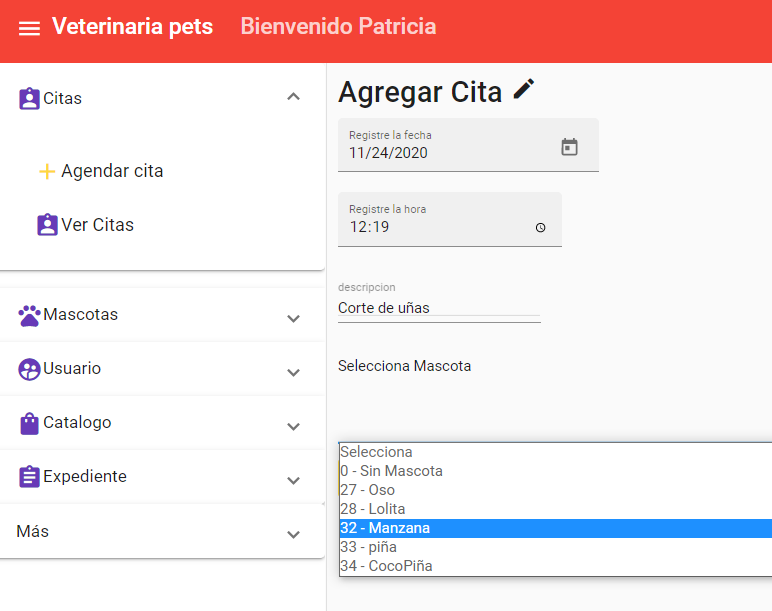 Veterinaria pets Bienvenido Patricia
Citas
Agendar cita
Ver Citas
Mascotas
Usuario
Catalogo
Expediente
Más
Agregar Cita
Registre la fecha
11/24/2020
Registre la hora
12:19
descripcion
Corte de uñas
Selecciona Mascota
Selecciona
0 - Sin Mascota
27 - Oso
28 - Lolita
32 - Manzana
33 - piña
34 - CocoPiña